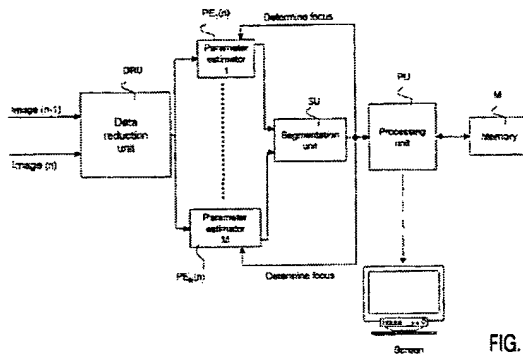 PE₁(n)
Determine focus
Parameter
estimator
1
DRU
Image (n-1)
Data
reduction
unit
Image (n)
SU
Segmentation
unit
PU
Processing
unit
M
Memory
Parameter
estimator
M
Determine focus
Screen
FIG.